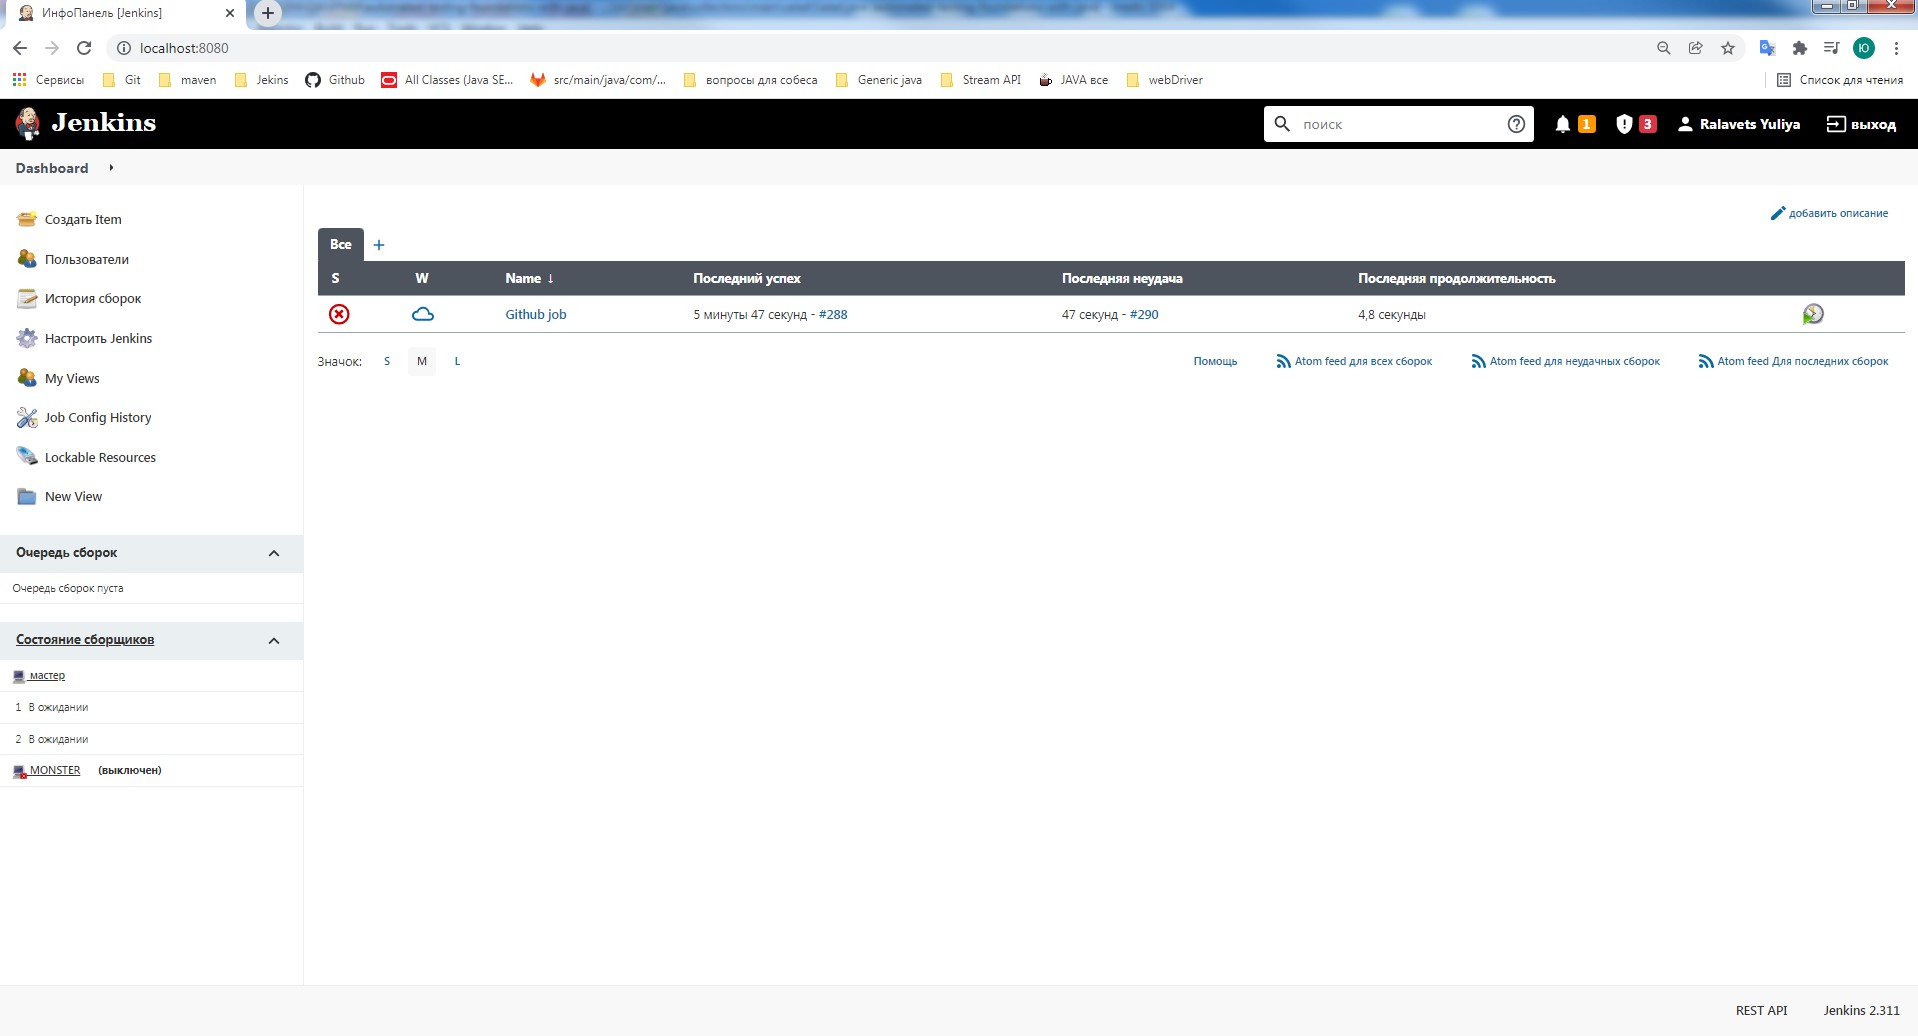 ИнфоПанель [Jenkins]
localhost:8080
Сервисы Git maven Jekins Github All Classes (Java SE... src/main/java/com/... вопросы для собеса Generic java Stream API JAVA все webDriver Список для чтения
Jenkins поиск 1 3 Ralavets Yuliya выход
Dashboard
Создать Item
Пользователи
История сборок
Настроить Jenkins
My Views
Job Config History
Lockable Resources
New View
Очередь сборок
Очередь сборок пуста
Состояние сборщиков
мастер
1 В ожидании
2 В ожидании
MONSTER (выключен)
добавить описание
Все +
S W Name ↓ Последний успех Последняя неудача Последняя продолжительность
Github job 5 минуты 47 секунд - #288 47 секунд - #290 4,8 секунды
Значок: S M L Помощь Atom feed для всех сборок Atom feed для неудачных сборок Atom feed Для последних сборок
REST API Jenkins 2.311